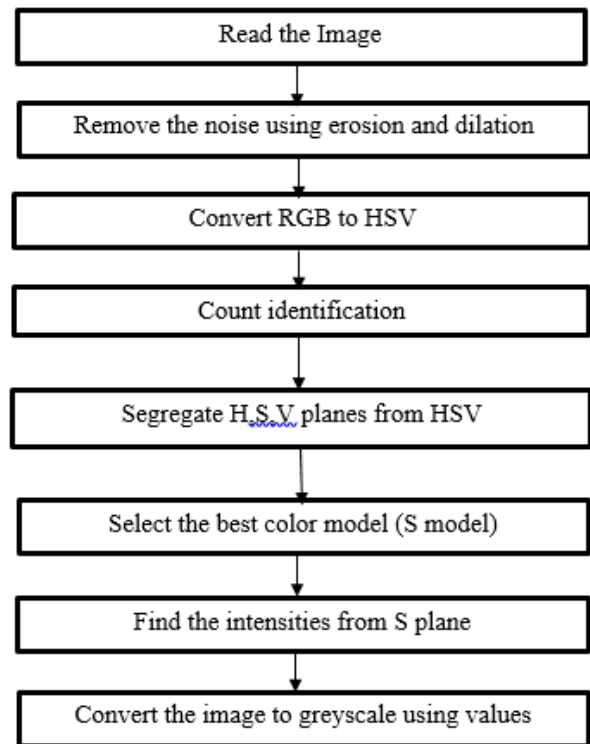 Read the Image
Remove the noise using erosion and dilation
Convert RGB to HSV
Count identification
Segregate H,S,V planes from HSV
Select the best color model (S model)
Find the intensities from S plane
Convert the image to greyscale using values